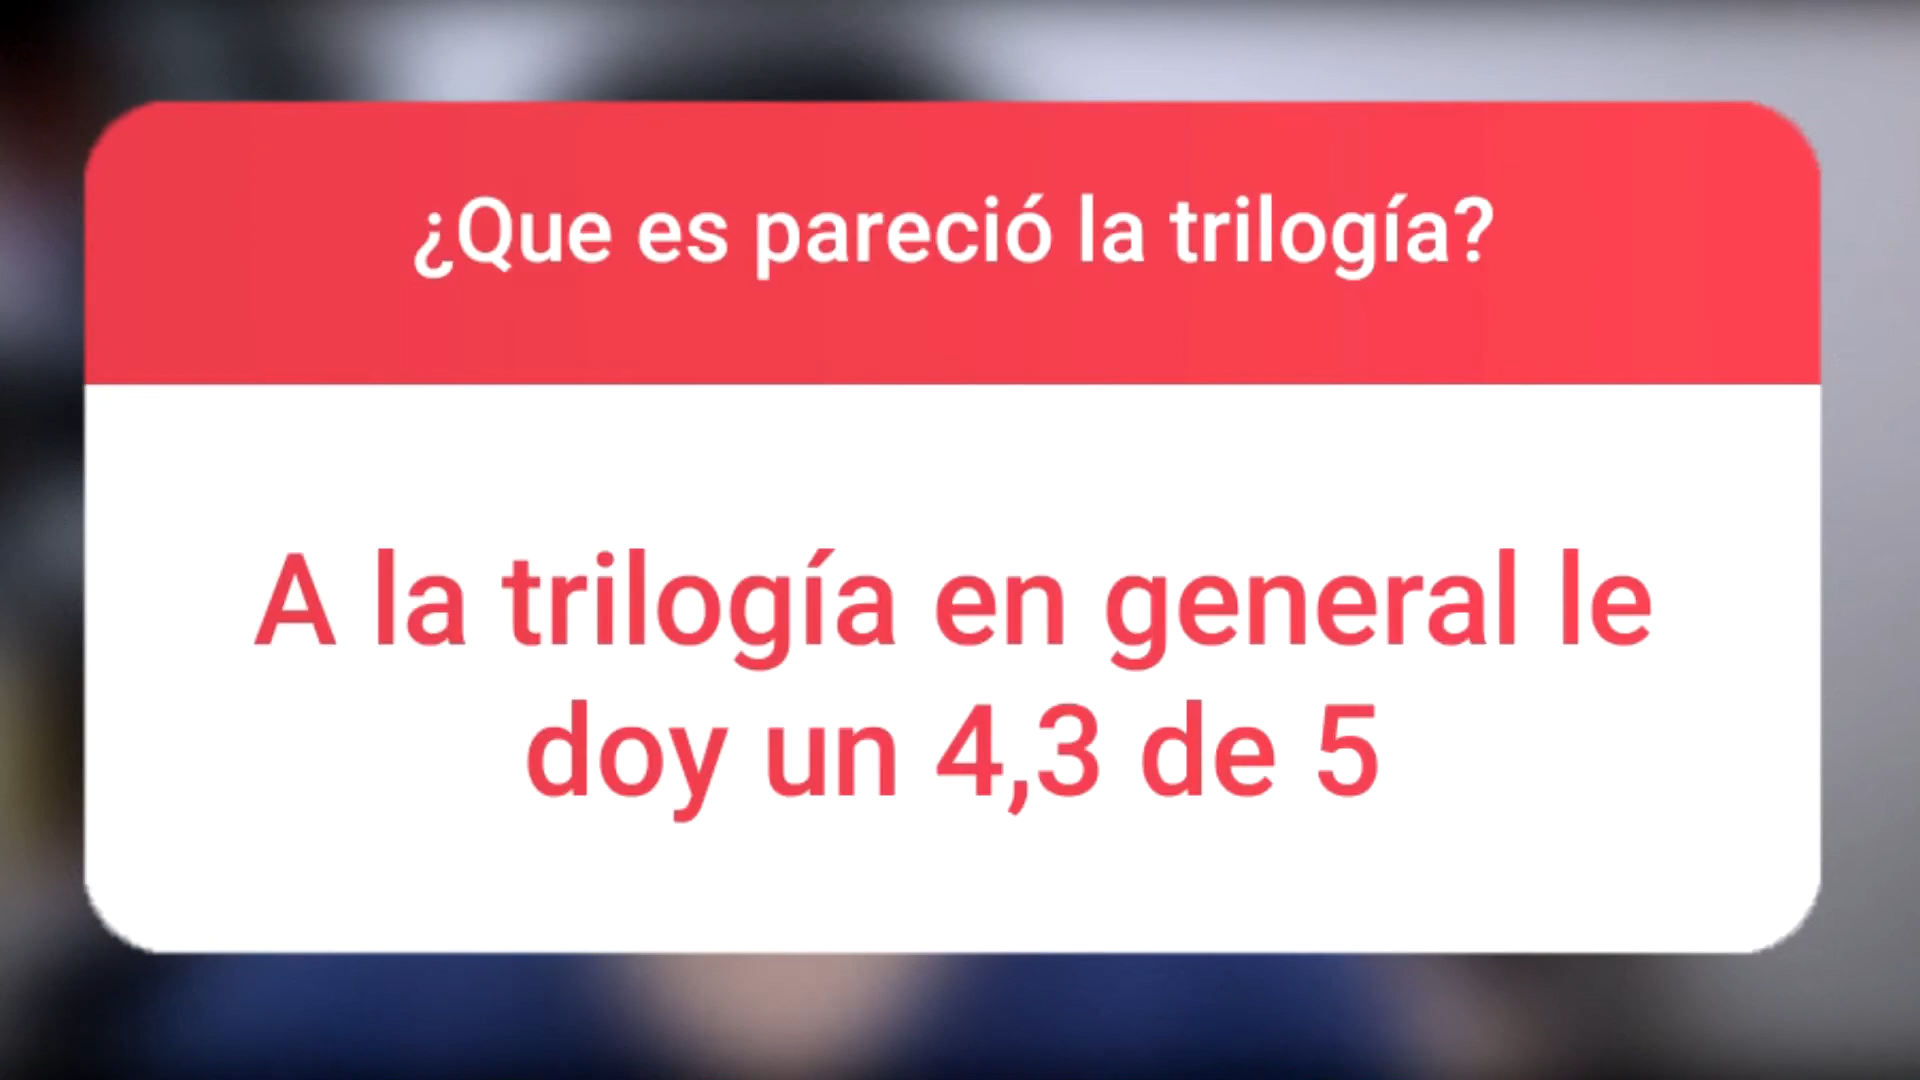 ¿Que es pareció la trilogía?
A la trilogía en general le
doy un 4,3 de 5